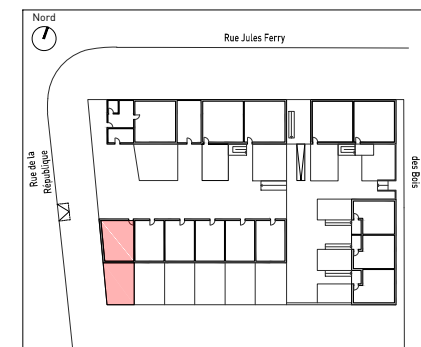 Nord
Rue Jules Ferry
Rue de la
République
des Bois